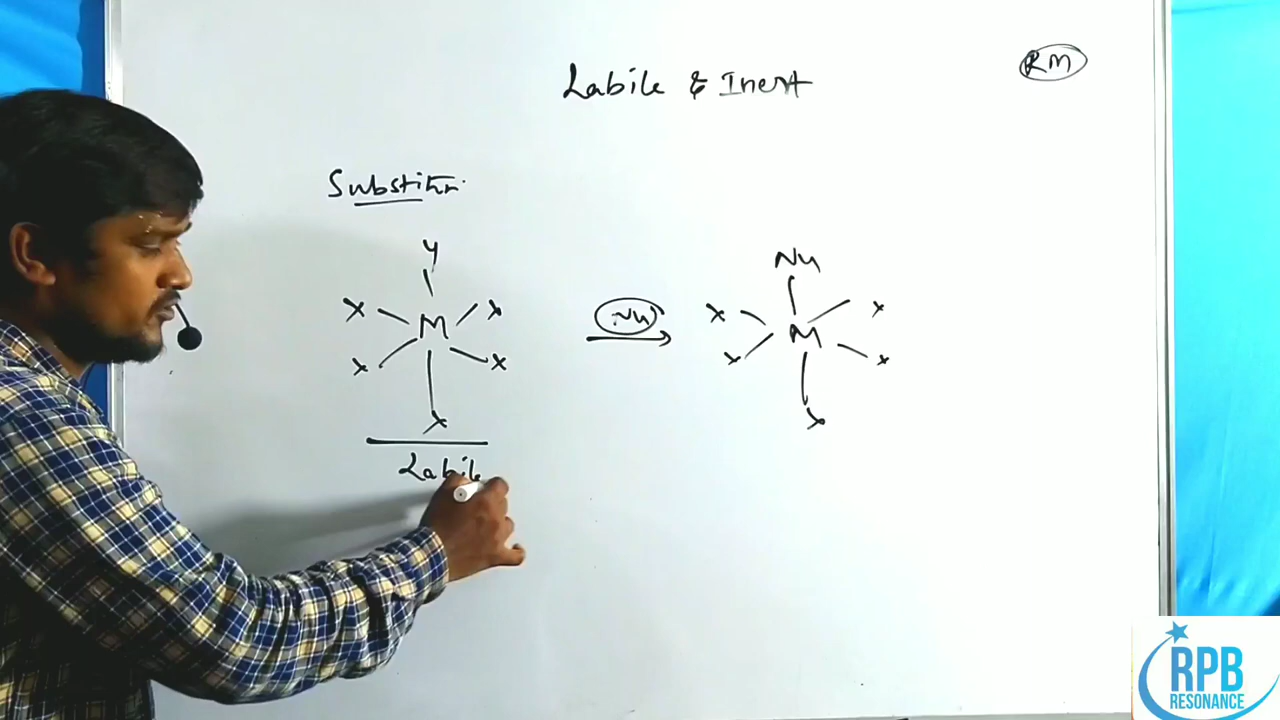 Labile & Inert
RM
Substitn.
Y
X X
M
X X
X
Labile
Nu
Nu
X X
M
X X
X
RPB
RESONANCE